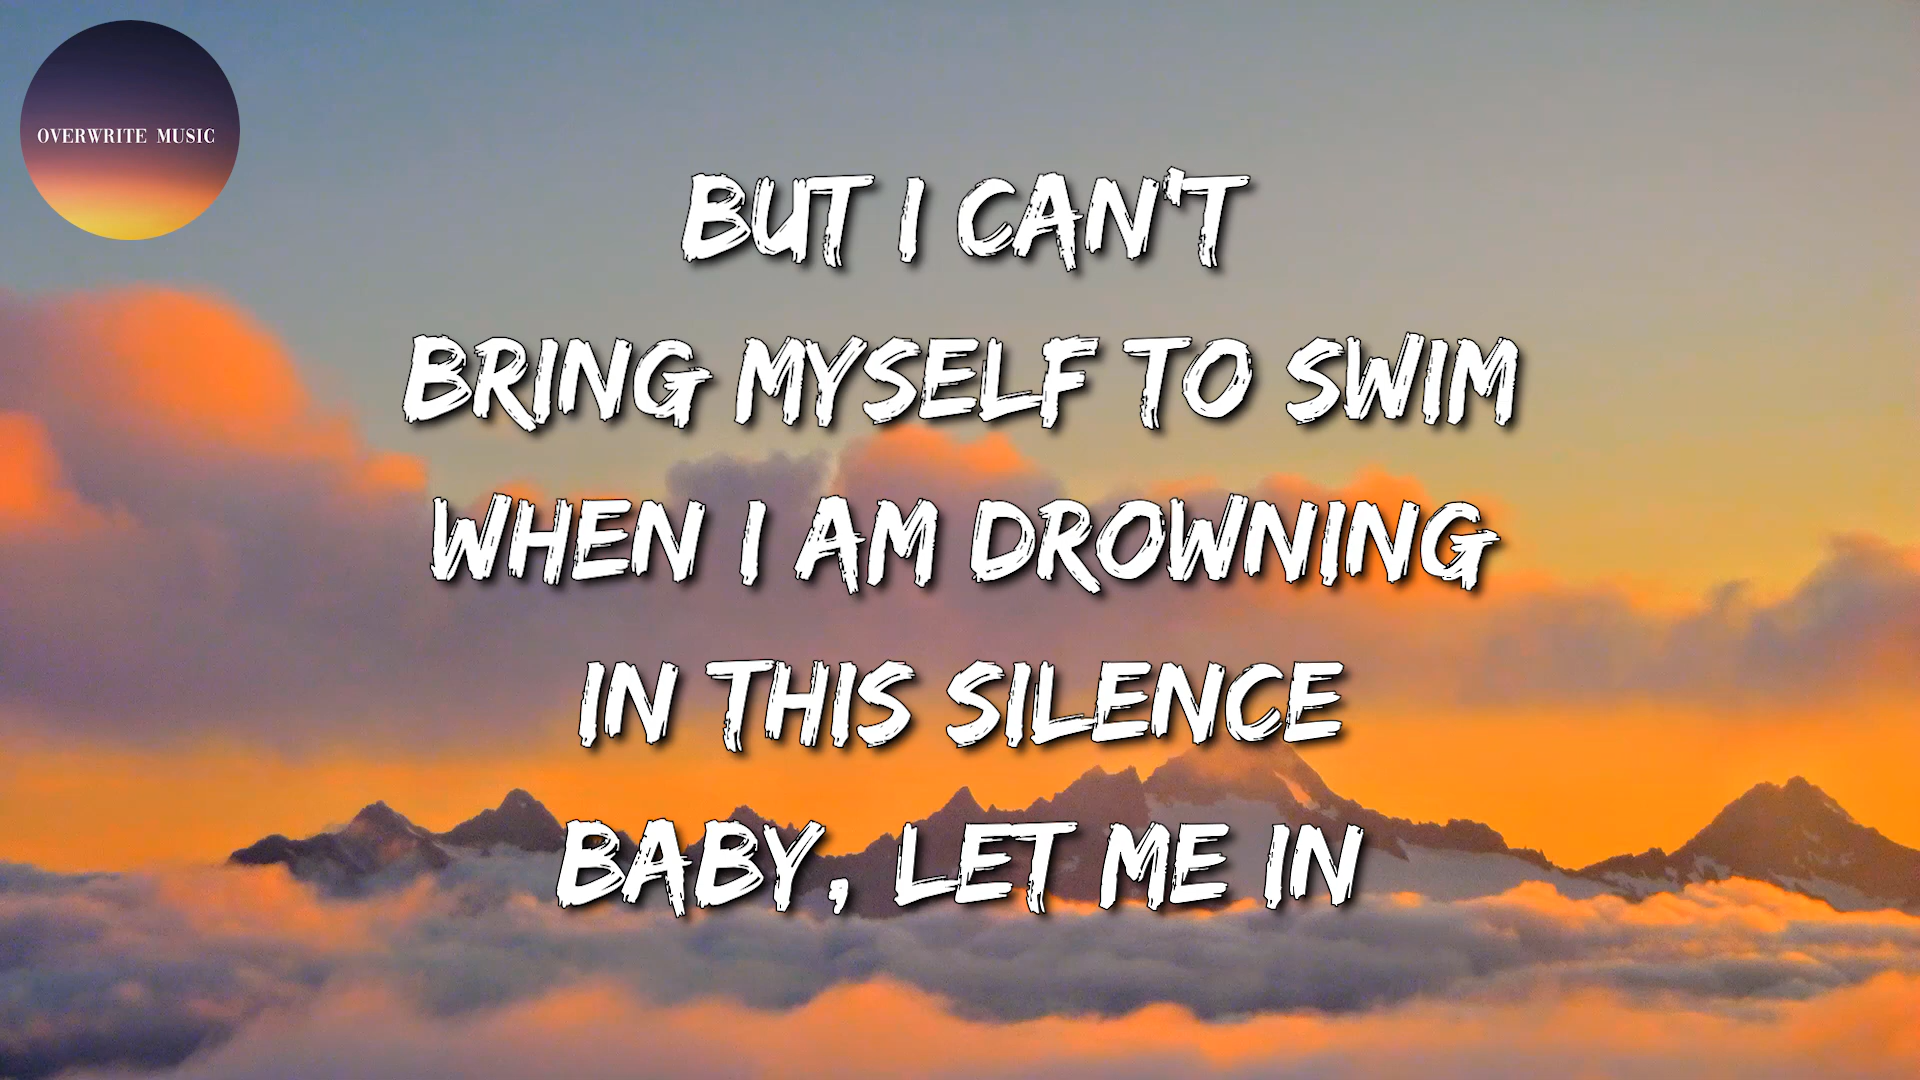 OVERWRITE MUSIC
BUT I CAN'T
BRING MYSELF TO SWIM
WHEN I AM DROWNING
IN THIS SILENCE
BABY, LET ME IN